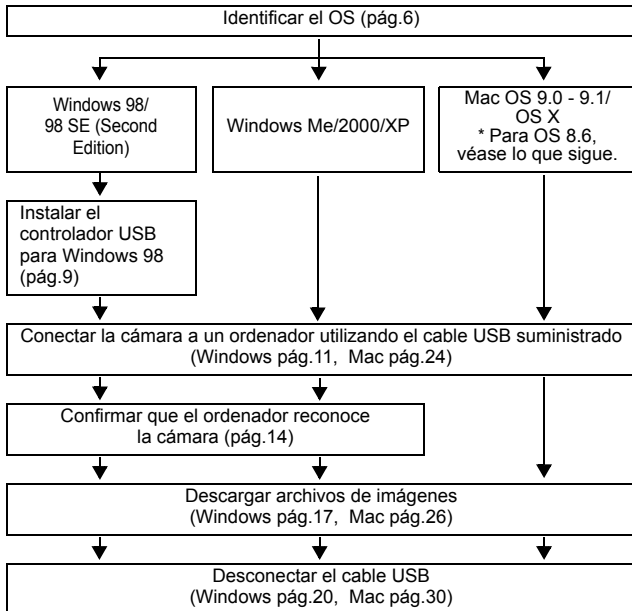 Identificar el OS (pág.6)
Windows 98/
98 SE (Second
Edition)
Windows Me/2000/XP
Mac OS 9.0 - 9.1/
OS X
* Para OS 8.6,
véase lo que sigue.
Instalar el
controlador USB
para Windows 98
(pág.9)
Conectar la cámara a un ordenador utilizando el cable USB suministrado
(Windows pág.11, Mac pág.24)
Confirmar que el ordenador reconoce
la cámara (pág.14)
Descargar archivos de imágenes
(Windows pág.17, Mac pág.26)
Desconectar el cable USB
(Windows pág.20, Mac pág.30)